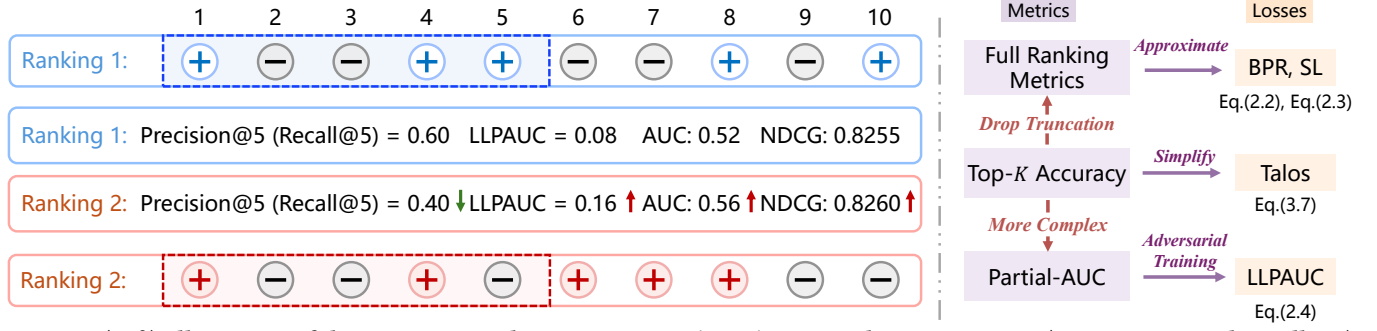 1 2 3 4 5 6 7 8 9 10
Ranking 1: + − − + + − − + − +
Ranking 1: Precision@5 (Recall@5) = 0.60 LLPAUC = 0.08 AUC: 0.52 NDCG: 0.8255
Ranking 2: Precision@5 (Recall@5) = 0.40 ↓ LLPAUC = 0.16 ↑ AUC: 0.56 ↑ NDCG: 0.8260 ↑
Ranking 2: + − − + − + + + − −
Metrics
Losses
Full Ranking
Metrics
Approximate
BPR, SL
Eq.(2.2), Eq.(2.3)
Drop Truncation
Top-K Accuracy
Simplify
Talos
Eq.(3.7)
More Complex
Partial-AUC
Adversarial
Training
LLPAUC
Eq.(2.4)